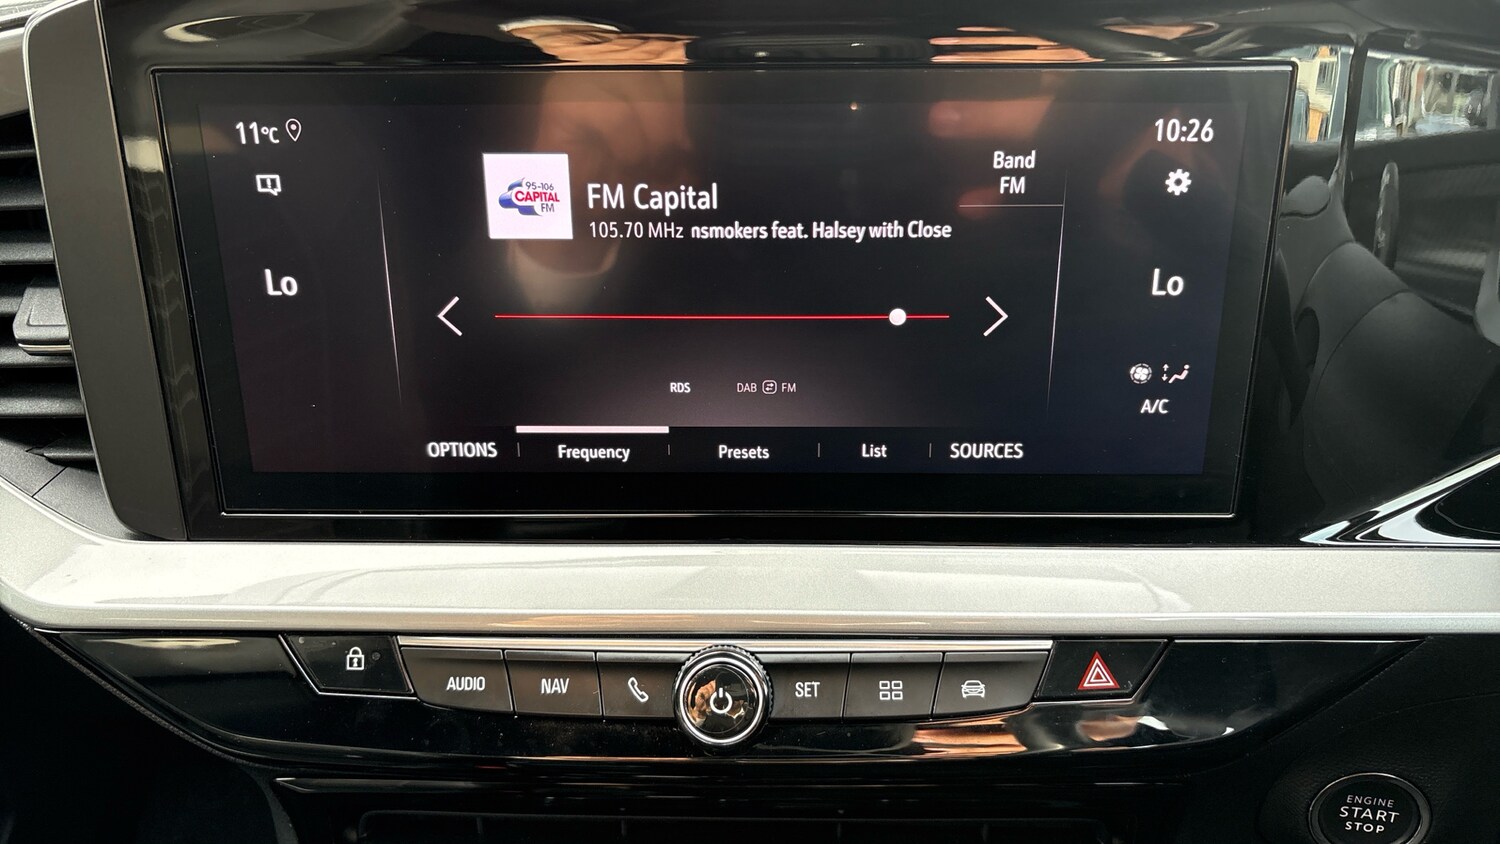 11°C
10:26
95-106
CAPITAL
FM
FM Capital
105.70 MHz nsmokers feat. Halsey with Close
Band
FM
Lo
Lo
RDS
DAB FM
A/C
OPTIONS
Frequency
Presets
List
SOURCES
AUDIO
NAV
SET
ENGINE
START
STOP